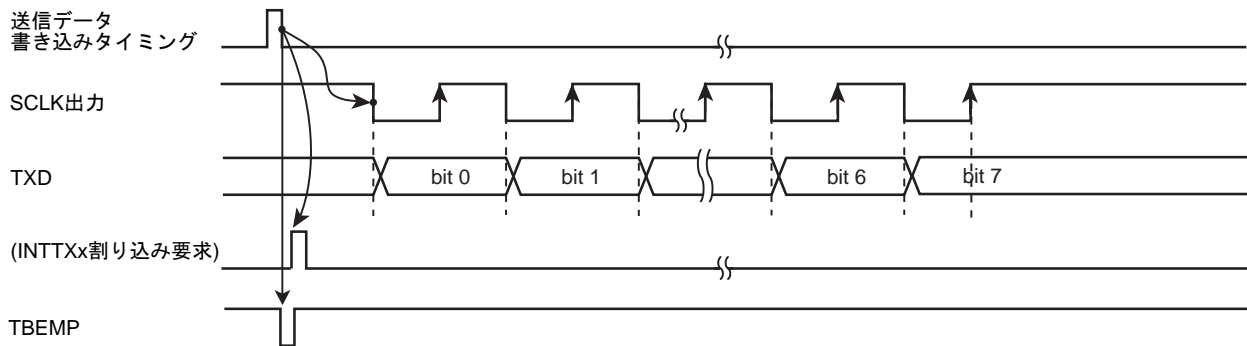 送信データ
書き込みタイミング
SCLK出力
TXD
bit 0
bit 1
bit 6
bit 7
(INTTXx割り込み要求)
TBEMP